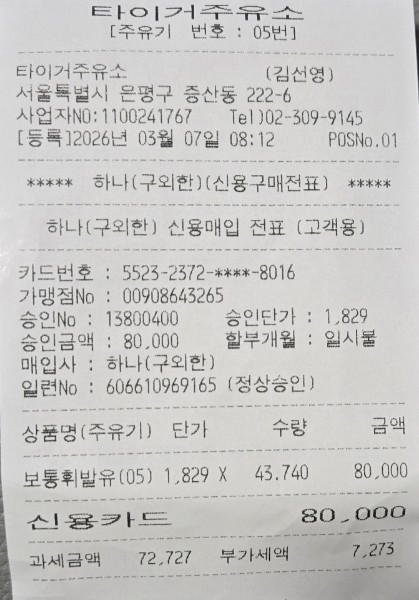 타이거주유소
[주유기 번호 : 05번]
타이거주유소 (김선영)
서울특별시 은평구 증산동 222-6
사업자NO:1100241767 Tel)02-309-9145
[등록]2026년 03월 07일 08:12 POSNo.01
***** 하나(구외환)(신용구매전표) *****
하나(구외환) 신용매입 전표 (고객용)
카드번호 : 5523-2372-****-8016
가맹점No : 00908643265
승인No : 13800400 승인단가 : 1,829
승인금액 : 80,000 할부개월 : 일시불
매입사 : 하나(구외환)
일련No : 606610969165 (정상승인)
상품명(주유기) 단가 수량 금액
보통휘발유(05) 1,829 X 43.740 80,000
신용카드 80,000
과세금액 72,727 부가세액 7,273